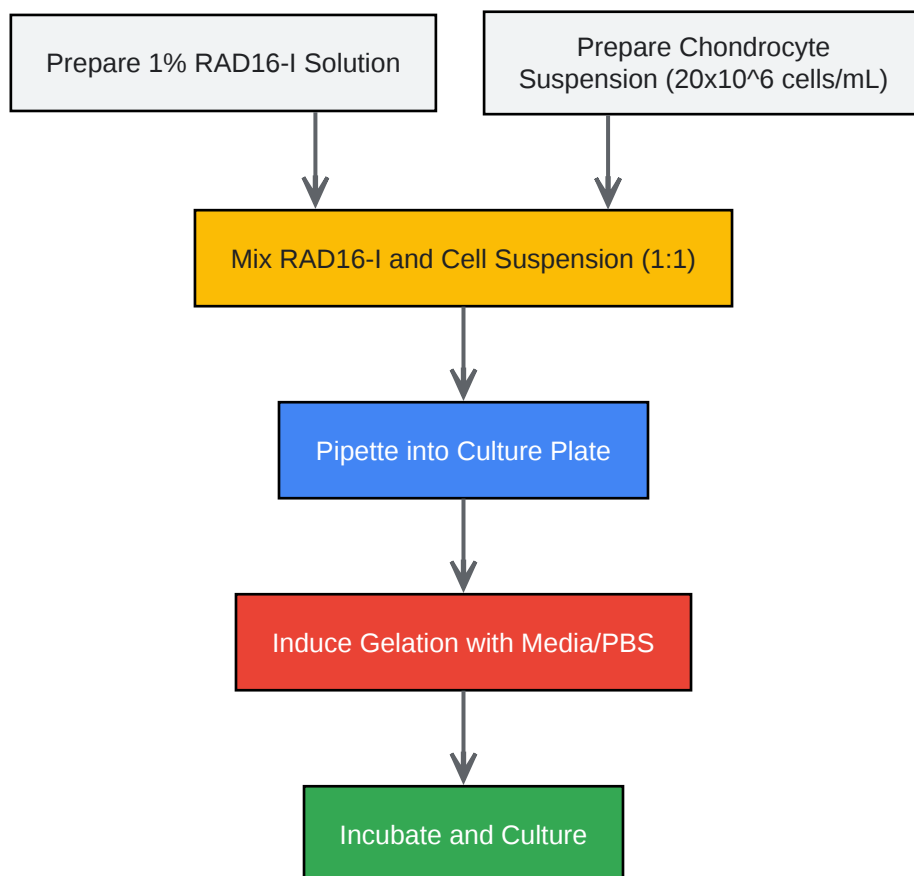 Prepare 1% RAD16-I Solution
Prepare Chondrocyte
Suspension (20x10^6 cells/mL)
Mix RAD16-I and Cell Suspension (1:1)
Pipette into Culture Plate
Induce Gelation with Media/PBS
Incubate and Culture